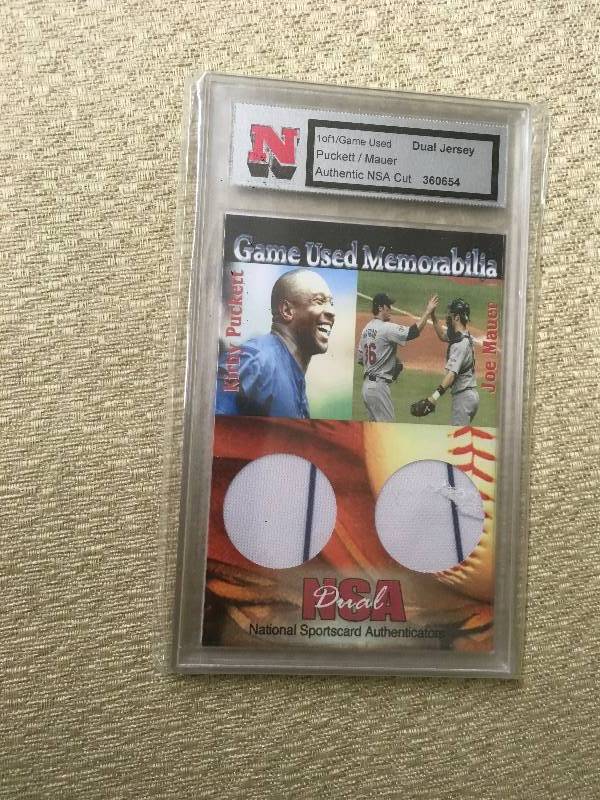 N
1of1/Game Used Dual Jersey
Puckett / Mauer
Authentic NSA Cut 360654
Game Used Memorabilia
Kirby Puckett
36
Joe Mauer
NSA
Dual
National Sportscard Authenticators